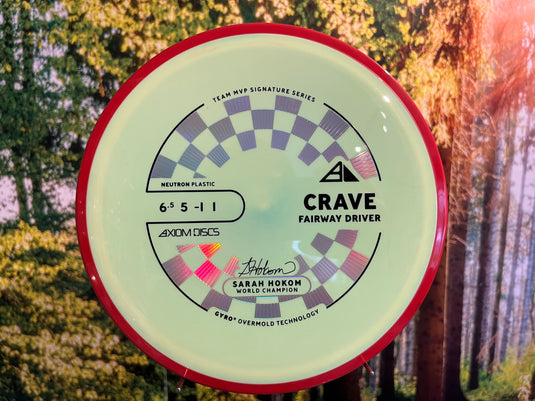 TEAM MVP SIGNATURE SERIES
NEUTRON PLASTIC
6.5 5 -1 1
AXIOM DISCS
CRAVE
FAIRWAY DRIVER
SHokom
SARAH HOKOM
WORLD CHAMPION
GYRO® OVERMOLD TECHNOLOGY